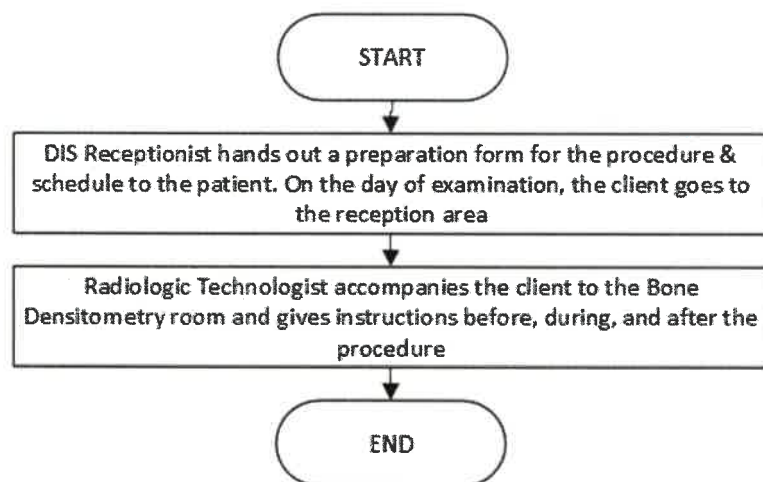 START
DIS Receptionist hands out a preparation form for the procedure &
schedule to the patient. On the day of examination, the client goes to
the reception area
Radiologic Technologist accompanies the client to the Bone
Densitometry room and gives instructions before, during, and after the
procedure
END